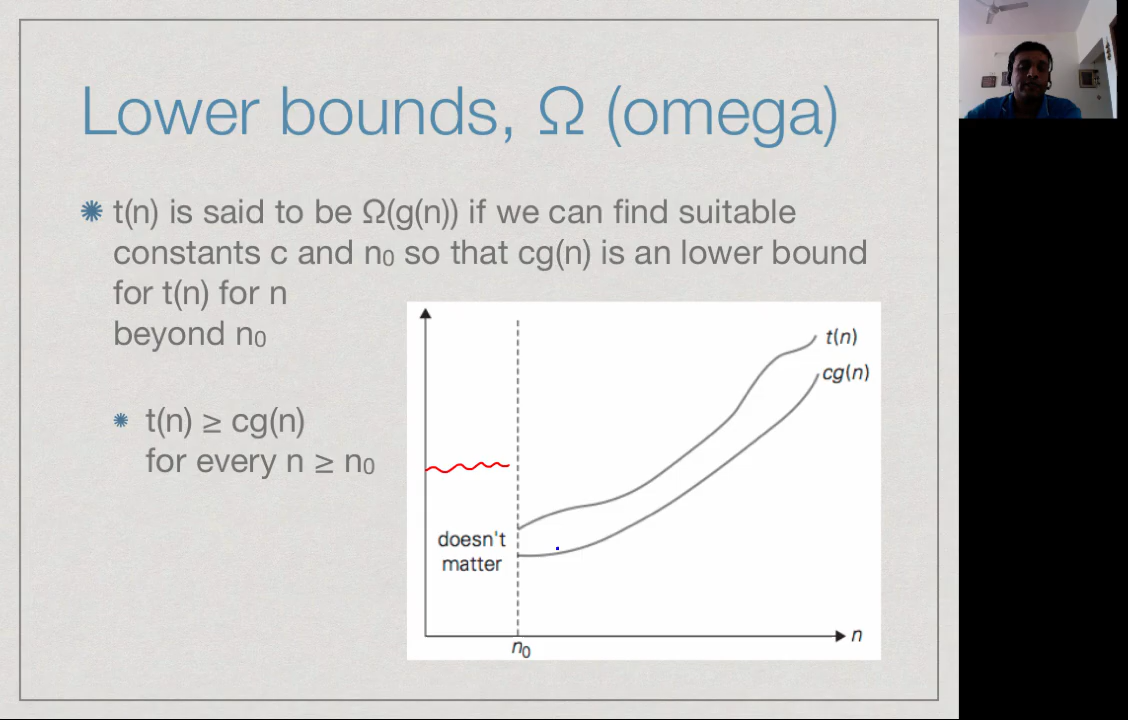 Lower bounds, Ω (omega)
t(n) is said to be Ω(g(n)) if we can find suitable
constants c and n₀ so that cg(n) is an lower bound
for t(n) for n
beyond n₀
t(n) ≥ cg(n)
for every n ≥ n₀
t(n)
cg(n)
doesn't
matter
n
n₀